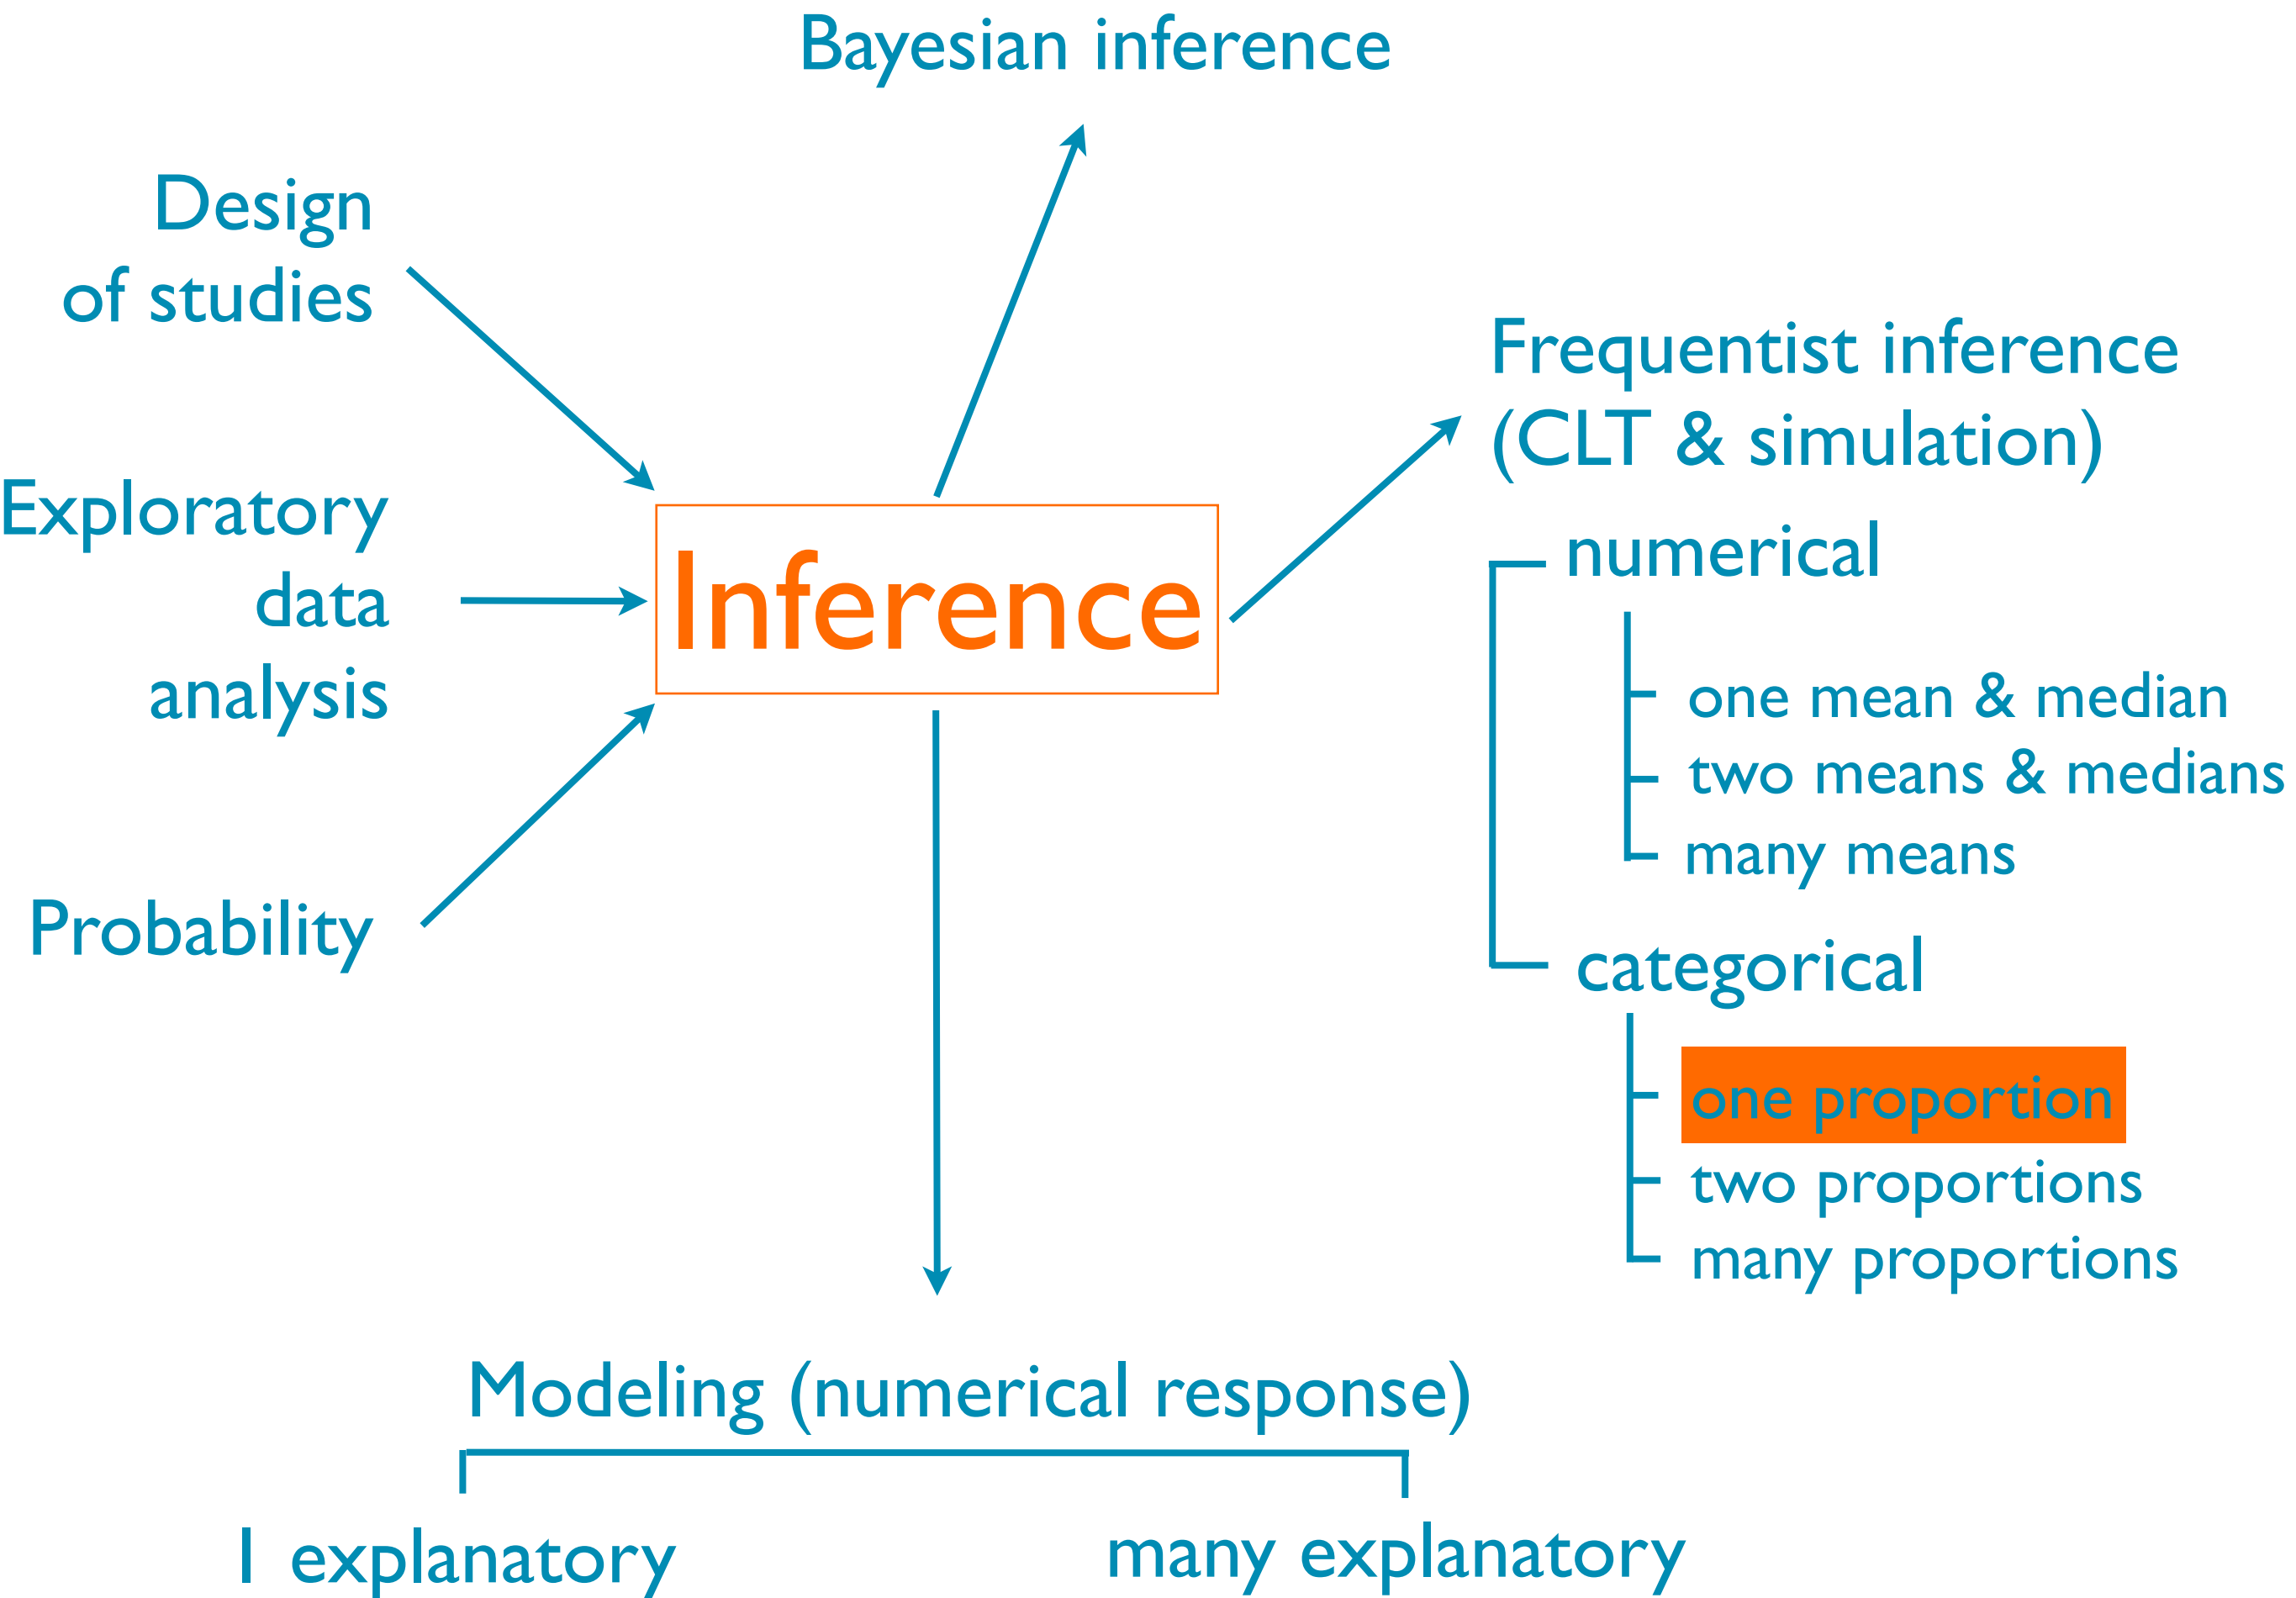 Bayesian inference
Design
of studies
Exploratory
data
analysis
Probability
Inference
Frequentist inference
(CLT & simulation)
numerical
one mean & median
two means & medians
many means
categorical
one proportion
two proportions
many proportions
Modeling (numerical response)
1 explanatory
many explanatory